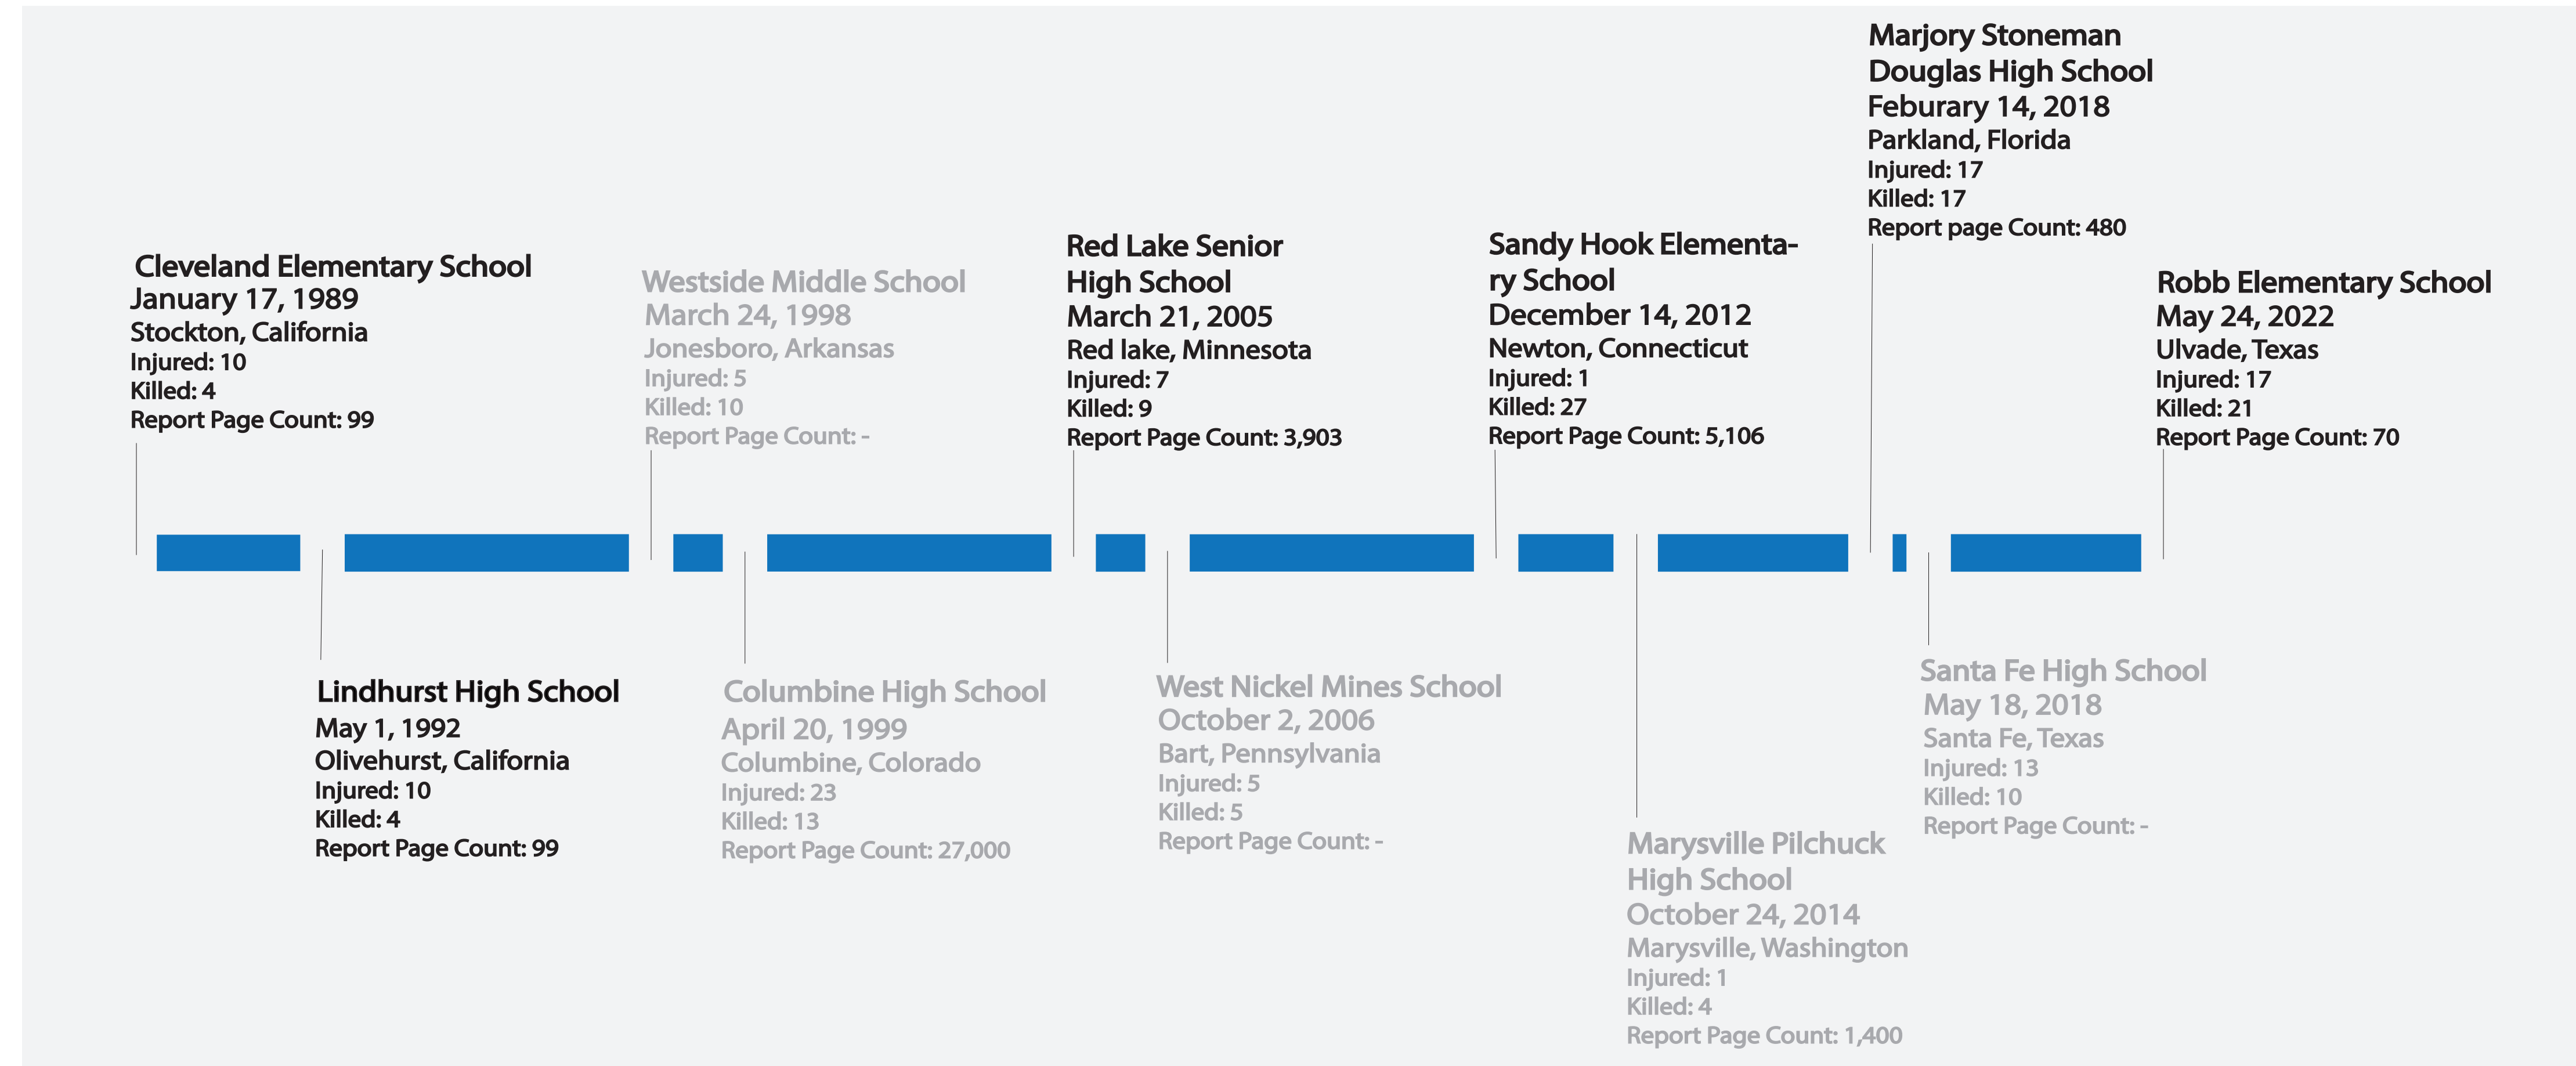 Cleveland Elementary School
January 17, 1989
Stockton, California
Injured: 10
Killed: 4
Report Page Count: 99
Lindhurst High School
May 1, 1992
Olivehurst, California
Injured: 10
Killed: 4
Report Page Count: 99
Westside Middle School
March 24, 1998
Jonesboro, Arkansas
Injured: 5
Killed: 10
Report Page Count: -
Columbine High School
April 20, 1999
Columbine, Colorado
Injured: 23
Killed: 13
Report Page Count: 27,000
Red Lake Senior
High School
March 21, 2005
Red lake, Minnesota
Injured: 7
Killed: 9
Report Page Count: 3,903
West Nickel Mines School
October 2, 2006
Bart, Pennsylvania
Injured: 5
Killed: 5
Report Page Count: -
Sandy Hook Elementa-
ry School
December 14, 2012
Newton, Connecticut
Injured: 1
Killed: 27
Report Page Count: 5,106
Marysville Pilchuck
High School
October 24, 2014
Marysville, Washington
Injured: 1
Killed: 4
Report Page Count: 1,400
Marjory Stoneman
Douglas High School
Feburary 14, 2018
Parkland, Florida
Injured: 17
Killed: 17
Report page Count: 480
Santa Fe High School
May 18, 2018
Santa Fe, Texas
Injured: 13
Killed: 10
Report Page Count: -
Robb Elementary School
May 24, 2022
Ulvade, Texas
Injured: 17
Killed: 21
Report Page Count: 70